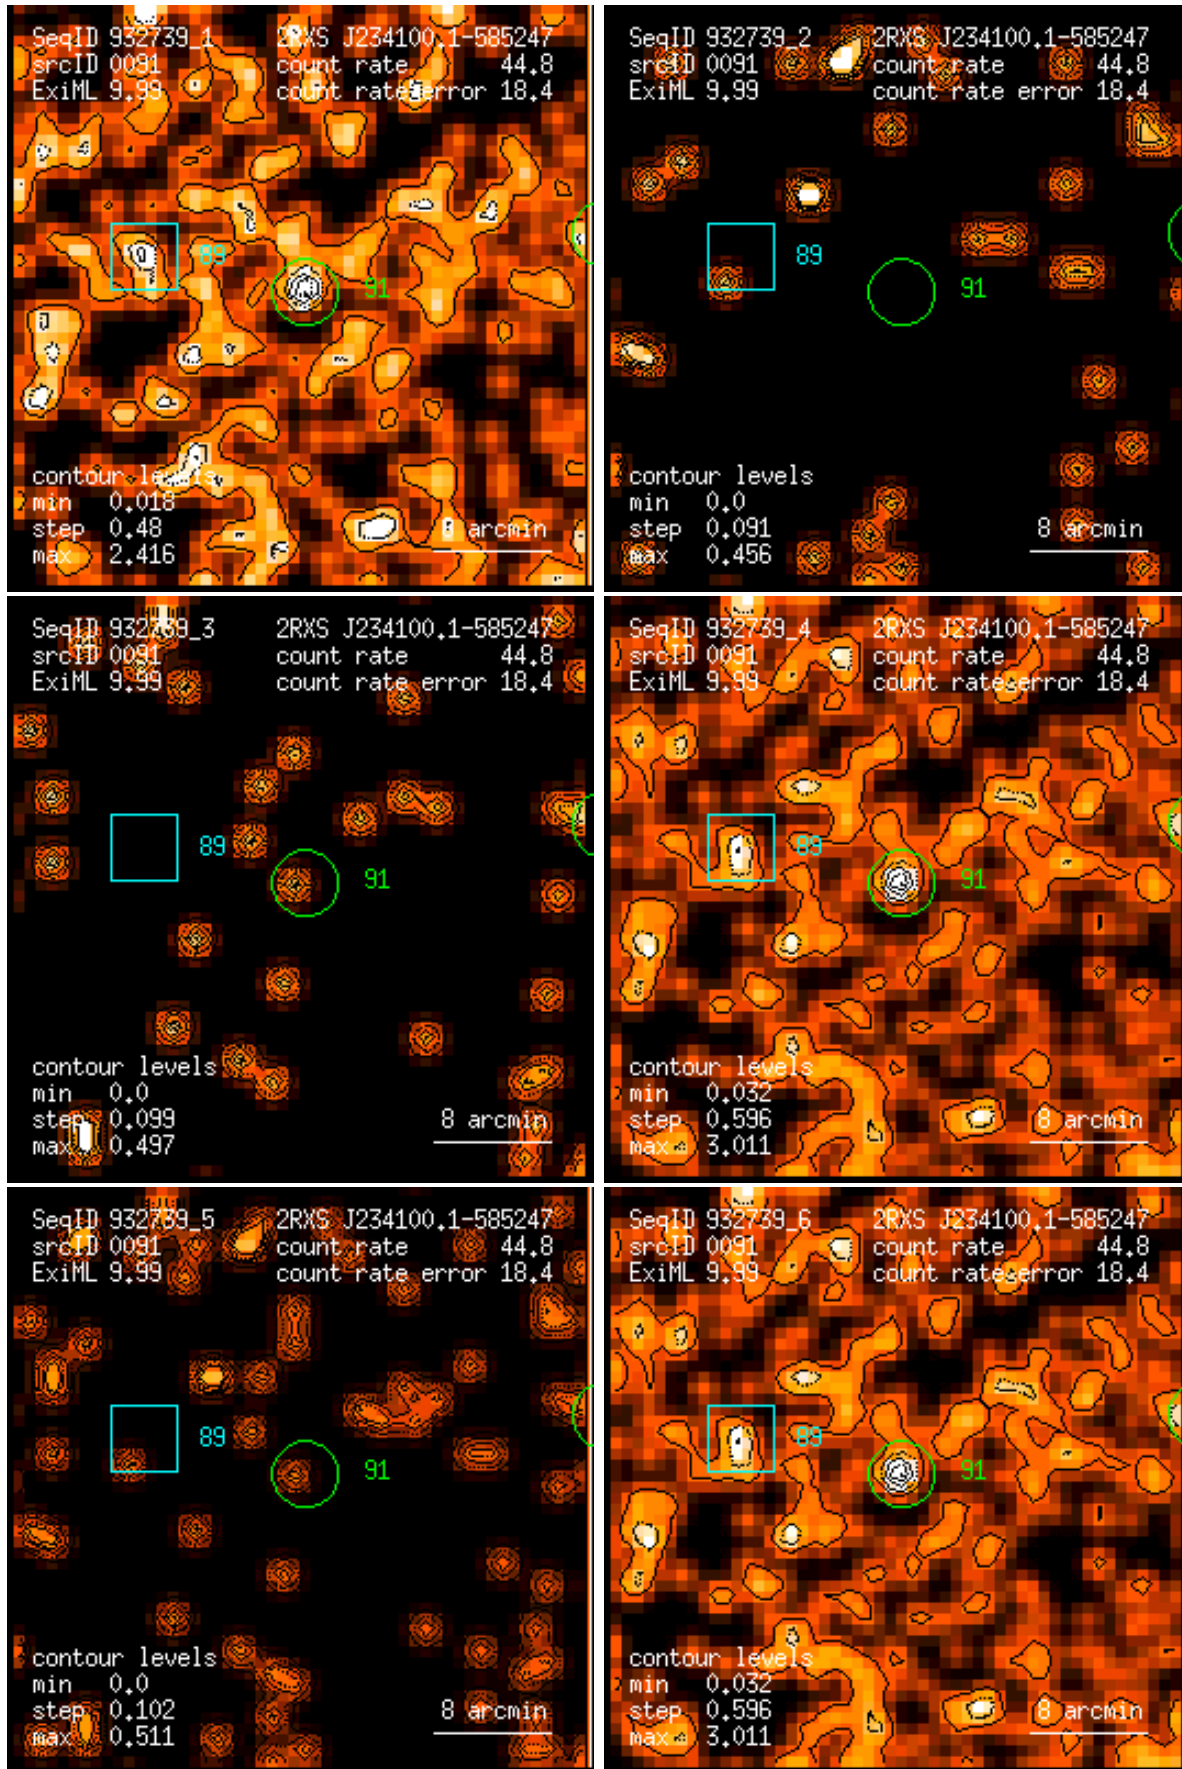 SeqID 932739_1 2RXS J234100.1-585247
srcID 0091 count rate 44.8
ExiML 9.99 count rate error 18.4
89
91
contour levels
min 0.018
step 0.48
max 2.416
8 arcmin
SeqID 932739_2 2RXS J234100.1-585247
srcID 0091 count rate 44.8
ExiML 9.99 count rate error 18.4
89
91
contour levels
min 0.0
step 0.091
max 0.456
8 arcmin
SeqID 932739_3 2RXS J234100.1-585247
srcID 0091 count rate 44.8
ExiML 9.99 count rate error 18.4
89
91
contour levels
min 0.0
step 0.099
max 0.497
8 arcmin
SeqID 932739_4 2RXS J234100.1-585247
srcID 0091 count rate 44.8
ExiML 9.99 count rate error 18.4
89
91
contour levels
min 0.032
step 0.596
max 3.011
8 arcmin
SeqID 932739_5 2RXS J234100.1-585247
srcID 0091 count rate 44.8
ExiML 9.99 count rate error 18.4
89
91
contour levels
min 0.0
step 0.102
max 0.511
8 arcmin
SeqID 932739_6 2RXS J234100.1-585247
srcID 0091 count rate 44.8
ExiML 9.99 count rate error 18.4
89
91
contour levels
min 0.032
step 0.596
max 3.011
8 arcmin